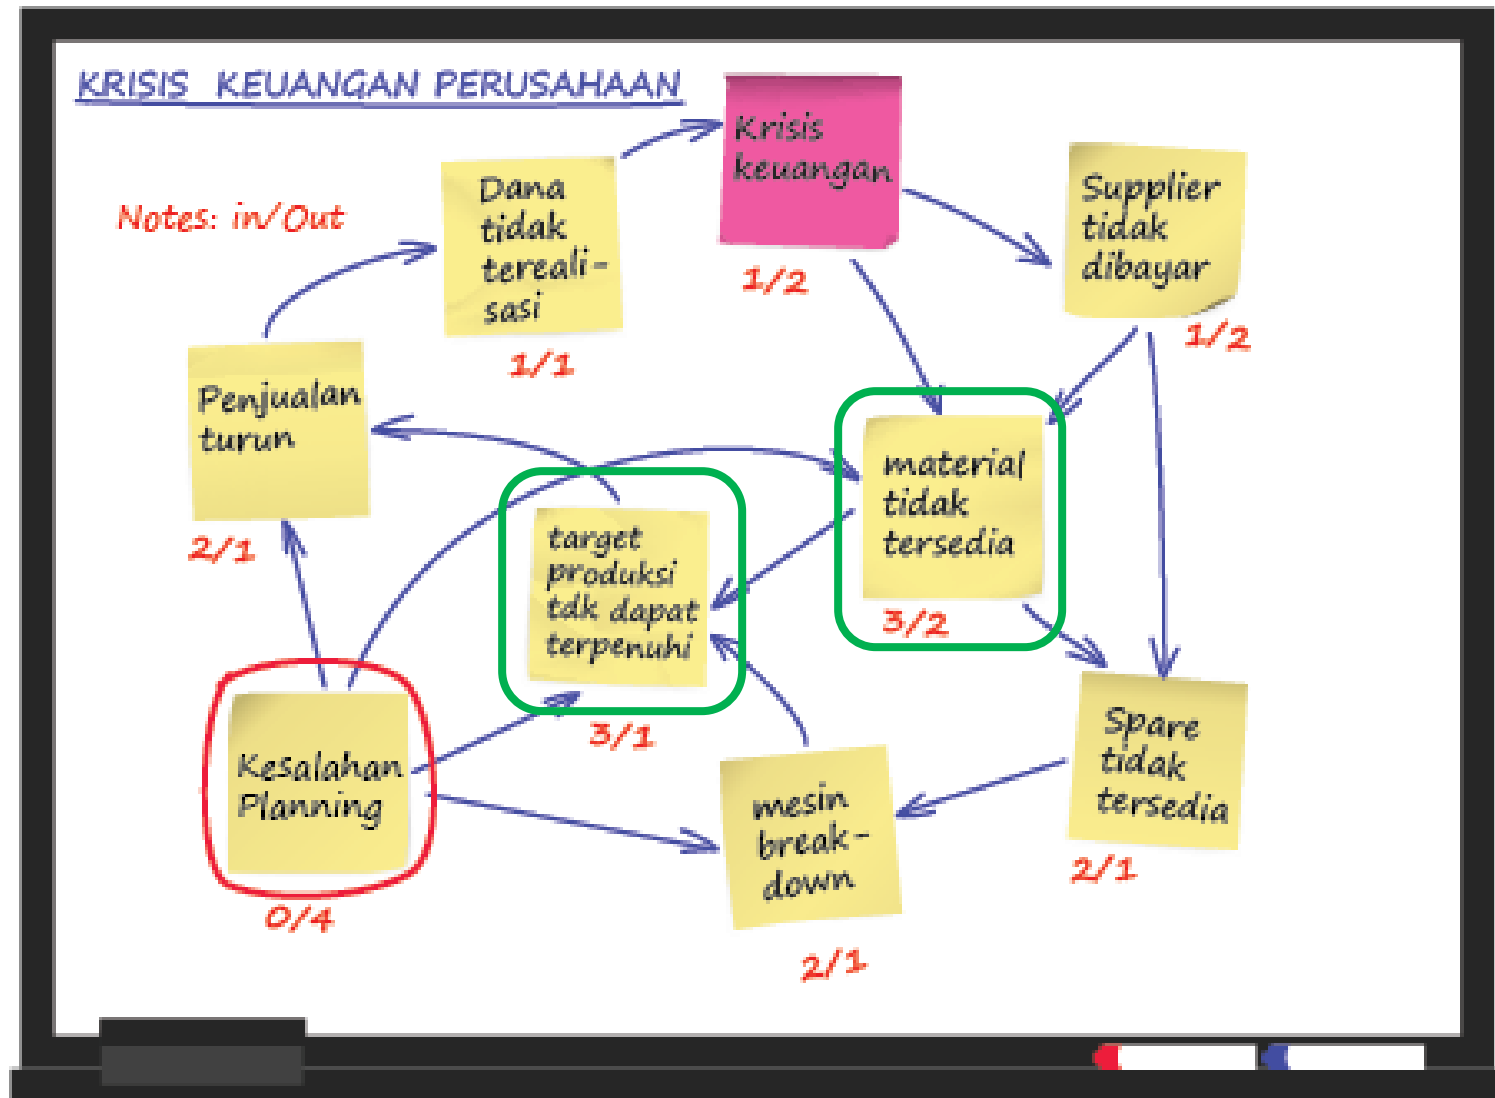 KRISIS KEUANGAN PERUSAHAAN
Notes: in/Out
Krisis
keuangan
1/2
Dana
tidak
tereali-
sasi
1/1
Supplier
tidak
dibayar
1/2
Penjualan
turun
2/1
target
produksi
tdk dapat
terpenuhi
3/1
material
tidak
tersedia
3/2
Kesalahan
Planning
0/4
mesin
break-
down
2/1
Spare
tidak
tersedia
2/1